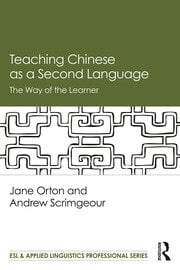 Teaching Chinese
as a Second Language
The Way of the Learner
Jane Orton and
Andrew Scrimgeour
ESL & APPLIED LINGUISTICS PROFESSIONAL SERIES
R
Routledge